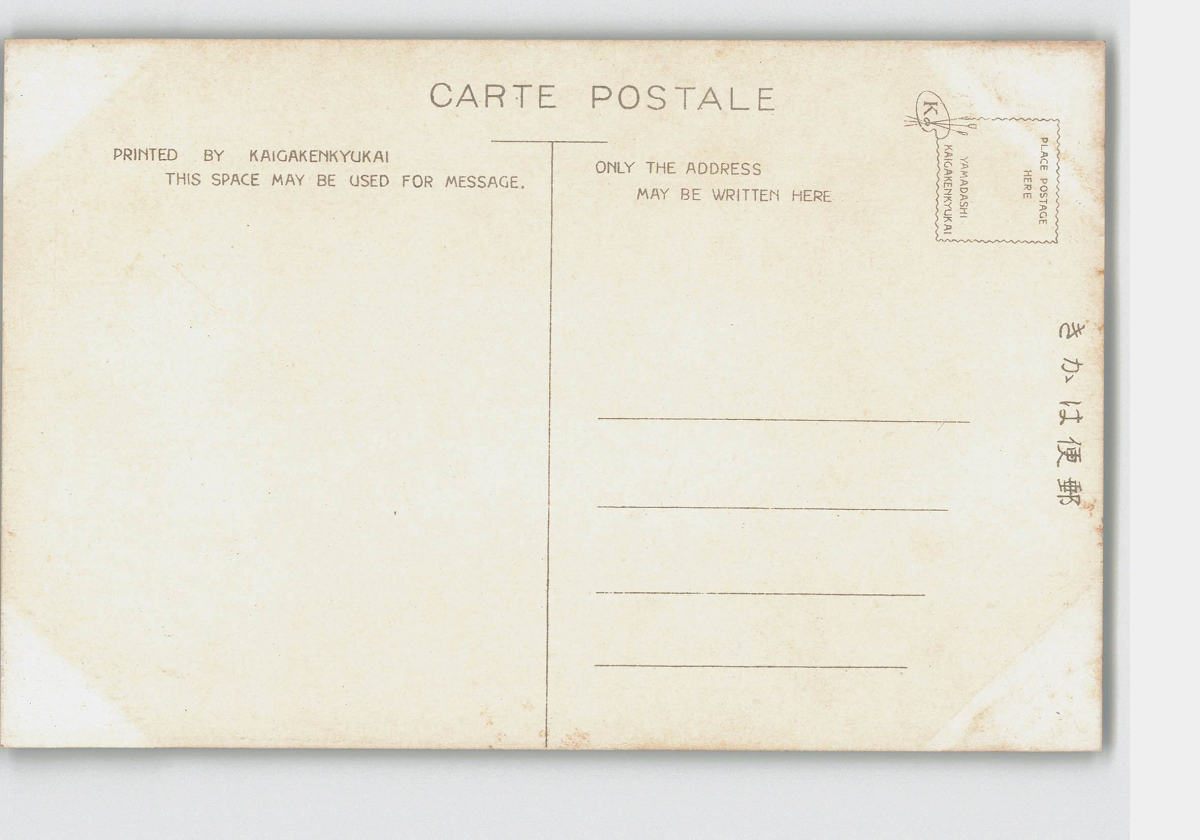 CARTE POSTALE
PRINTED BY KAIGAKENKYUKAI
THIS SPACE MAY BE USED FOR MESSAGE.
ONLY THE ADDRESS
MAY BE WRITTEN HERE
K
PLACE POSTAGE
HERE
YAMADASHI
KAIGAKENKYUKAI
きかは便郵